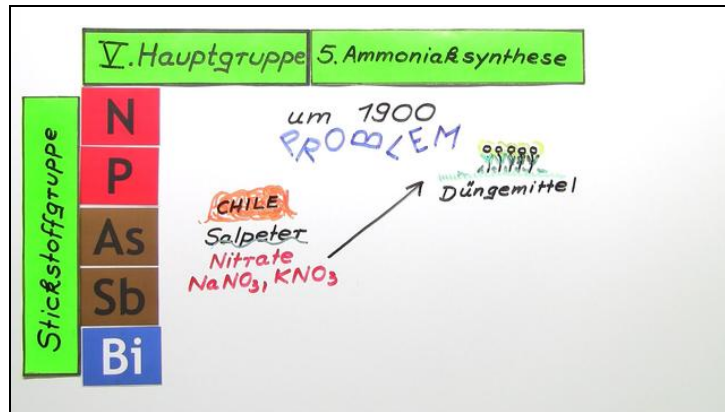 V. Hauptgruppe
5. Ammoniaksynthese
Stickstoffgruppe
N
P
As
Sb
Bi
um 1900
PROBLEM
CHILE
Salpeter
Nitrate
NaNO₃, KNO₃
Düngemittel